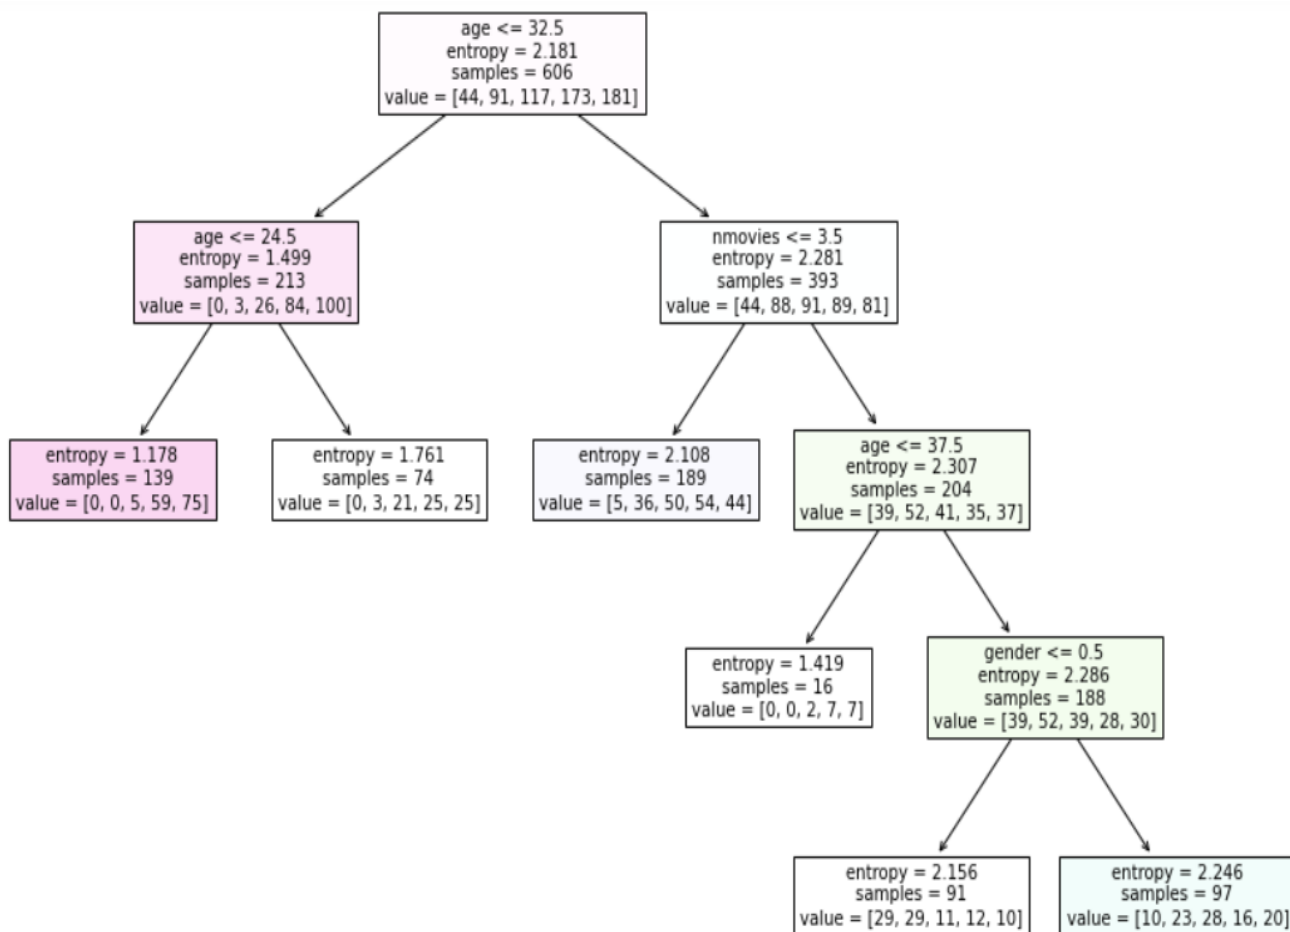 age <= 32.5
entropy = 2.181
samples = 606
value = [44, 91, 117, 173, 181]
age <= 24.5
entropy = 1.499
samples = 213
value = [0, 3, 26, 84, 100]
nmovies <= 3.5
entropy = 2.281
samples = 393
value = [44, 88, 91, 89, 81]
entropy = 1.178
samples = 139
value = [0, 0, 5, 59, 75]
entropy = 1.761
samples = 74
value = [0, 3, 21, 25, 25]
entropy = 2.108
samples = 189
value = [5, 36, 50, 54, 44]
age <= 37.5
entropy = 2.307
samples = 204
value = [39, 52, 41, 35, 37]
entropy = 1.419
samples = 16
value = [0, 0, 2, 7, 7]
gender <= 0.5
entropy = 2.286
samples = 188
value = [39, 52, 39, 28, 30]
entropy = 2.156
samples = 91
value = [29, 29, 11, 12, 10]
entropy = 2.246
samples = 97
value = [10, 23, 28, 16, 20]